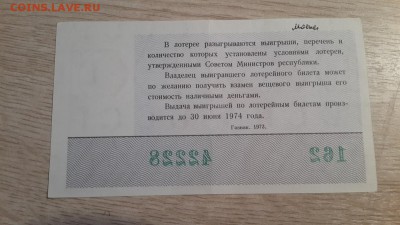 COINS.LAVE.RU
В лотерее разыгрываются выигрыши, перечень и
количество которых установлены условиями лотереи,
утвержденными Советом Министров республики.
Владелец выигравшего лотерейного билета может
по желанию получить взамен вещевого выигрыша его
стоимость наличными деньгами.
Выдача выигрышей по лотерейным билетам произ-
водится до 30 июня 1974 года.
Гознак. 1973.
42228 162